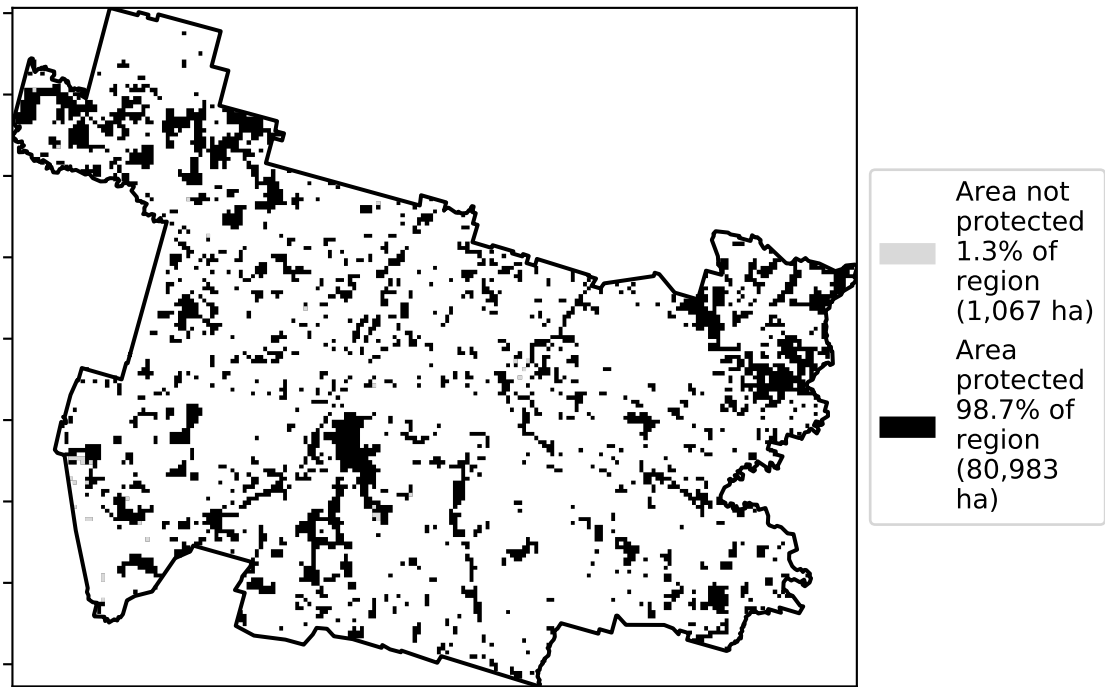 Area not
protected
1.3% of
region
(1,067 ha)
Area
protected
98.7% of
region
(80,983
ha)